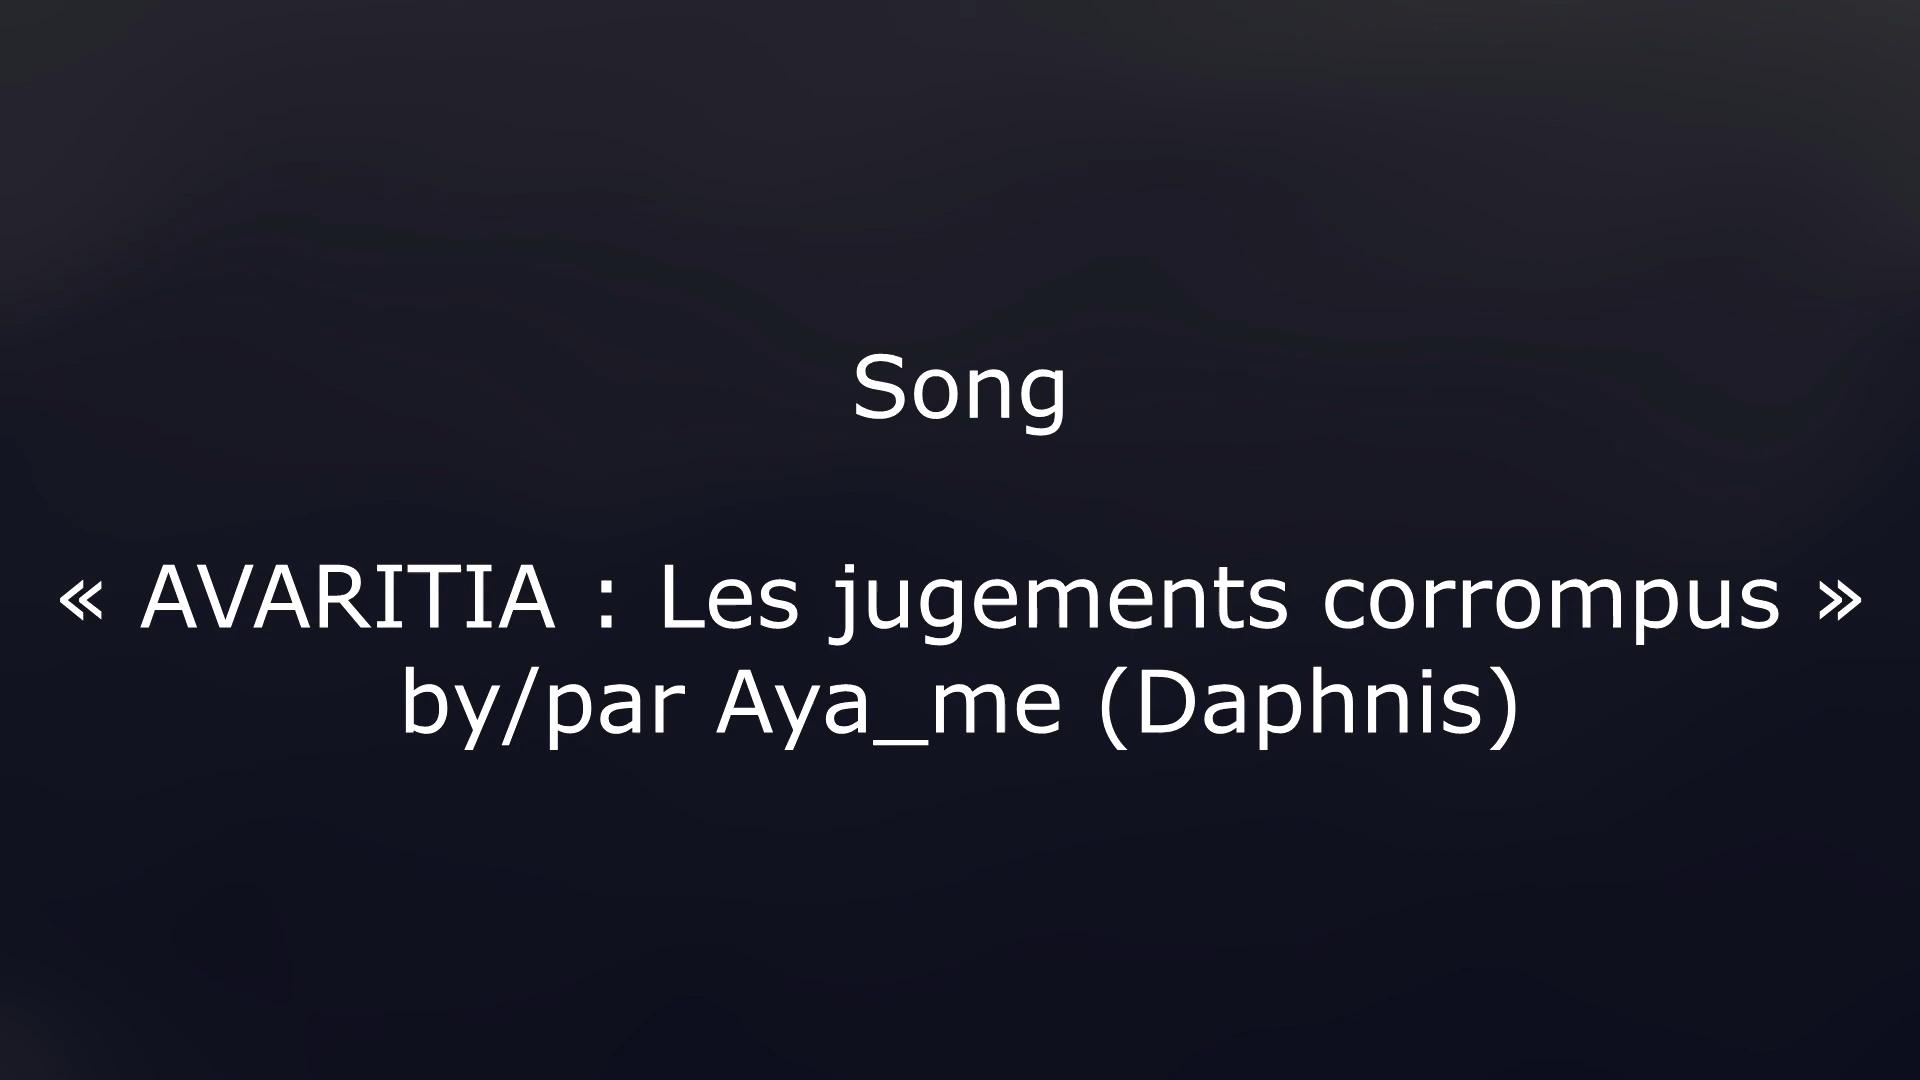 Song
« AVARITIA : Les jugements corrompus »
by/par Aya_me (Daphnis)